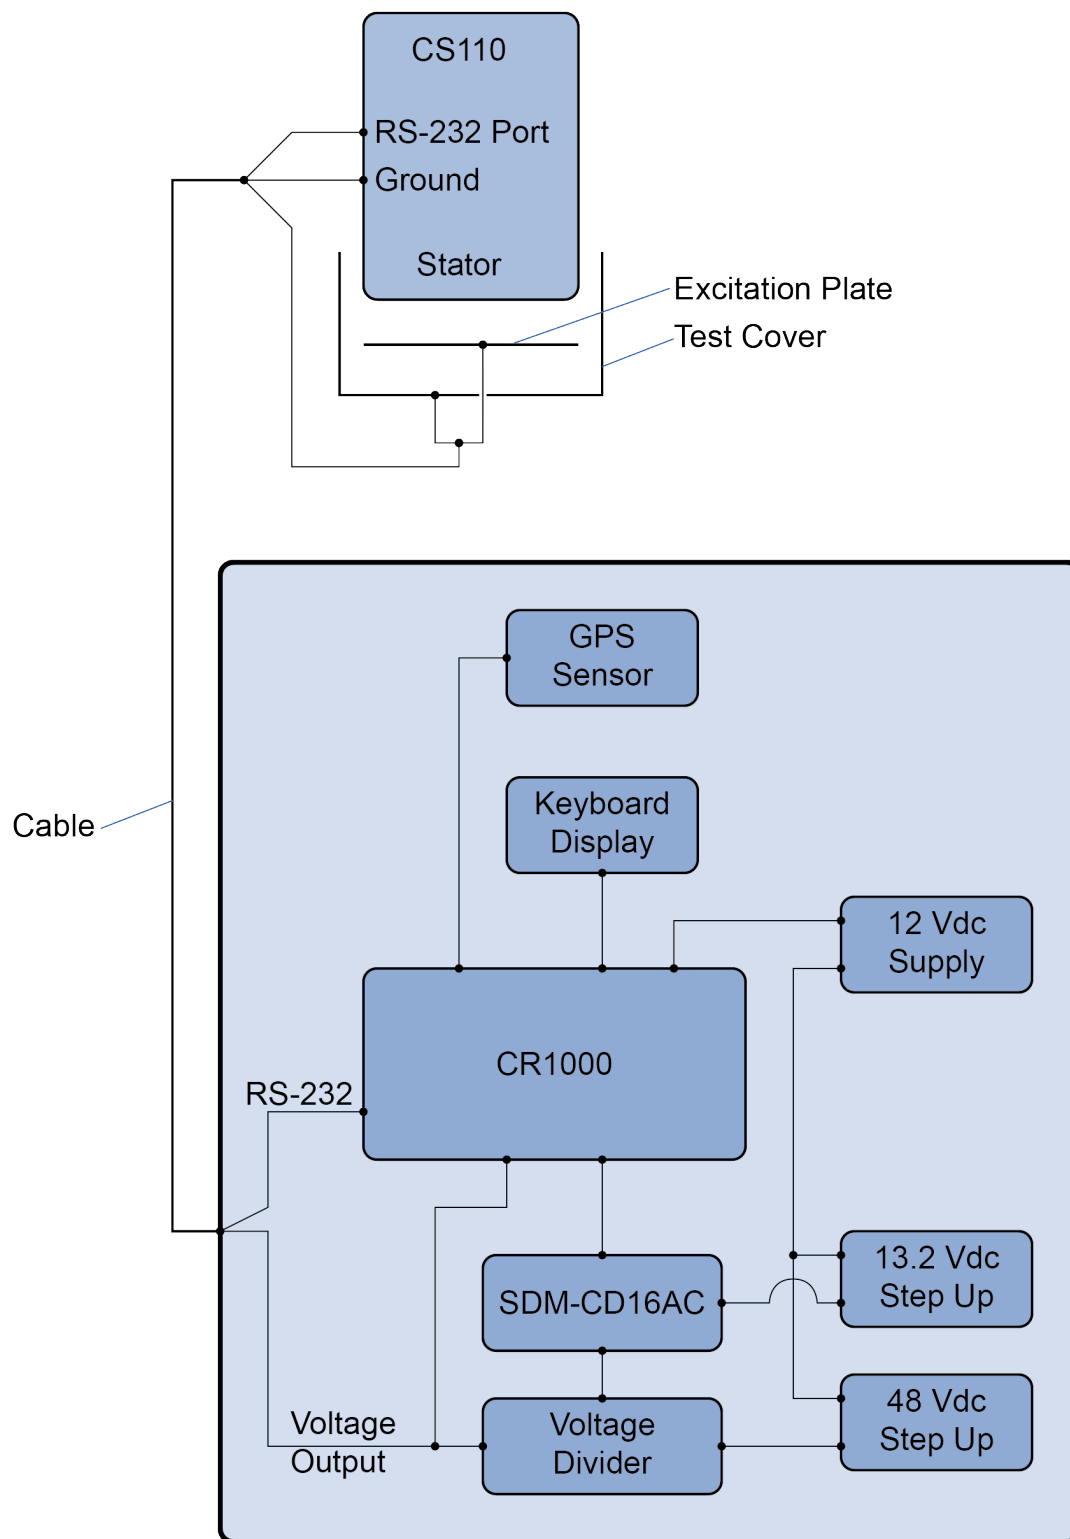 CS110
RS-232 Port
Ground
Stator
Excitation Plate
Test Cover
GPS
Sensor
Keyboard
Display
Cable
12 Vdc
Supply
CR1000
RS-232
13.2 Vdc
Step Up
SDM-CD16AC
48 Vdc
Step Up
Voltage
Output
Voltage
Divider